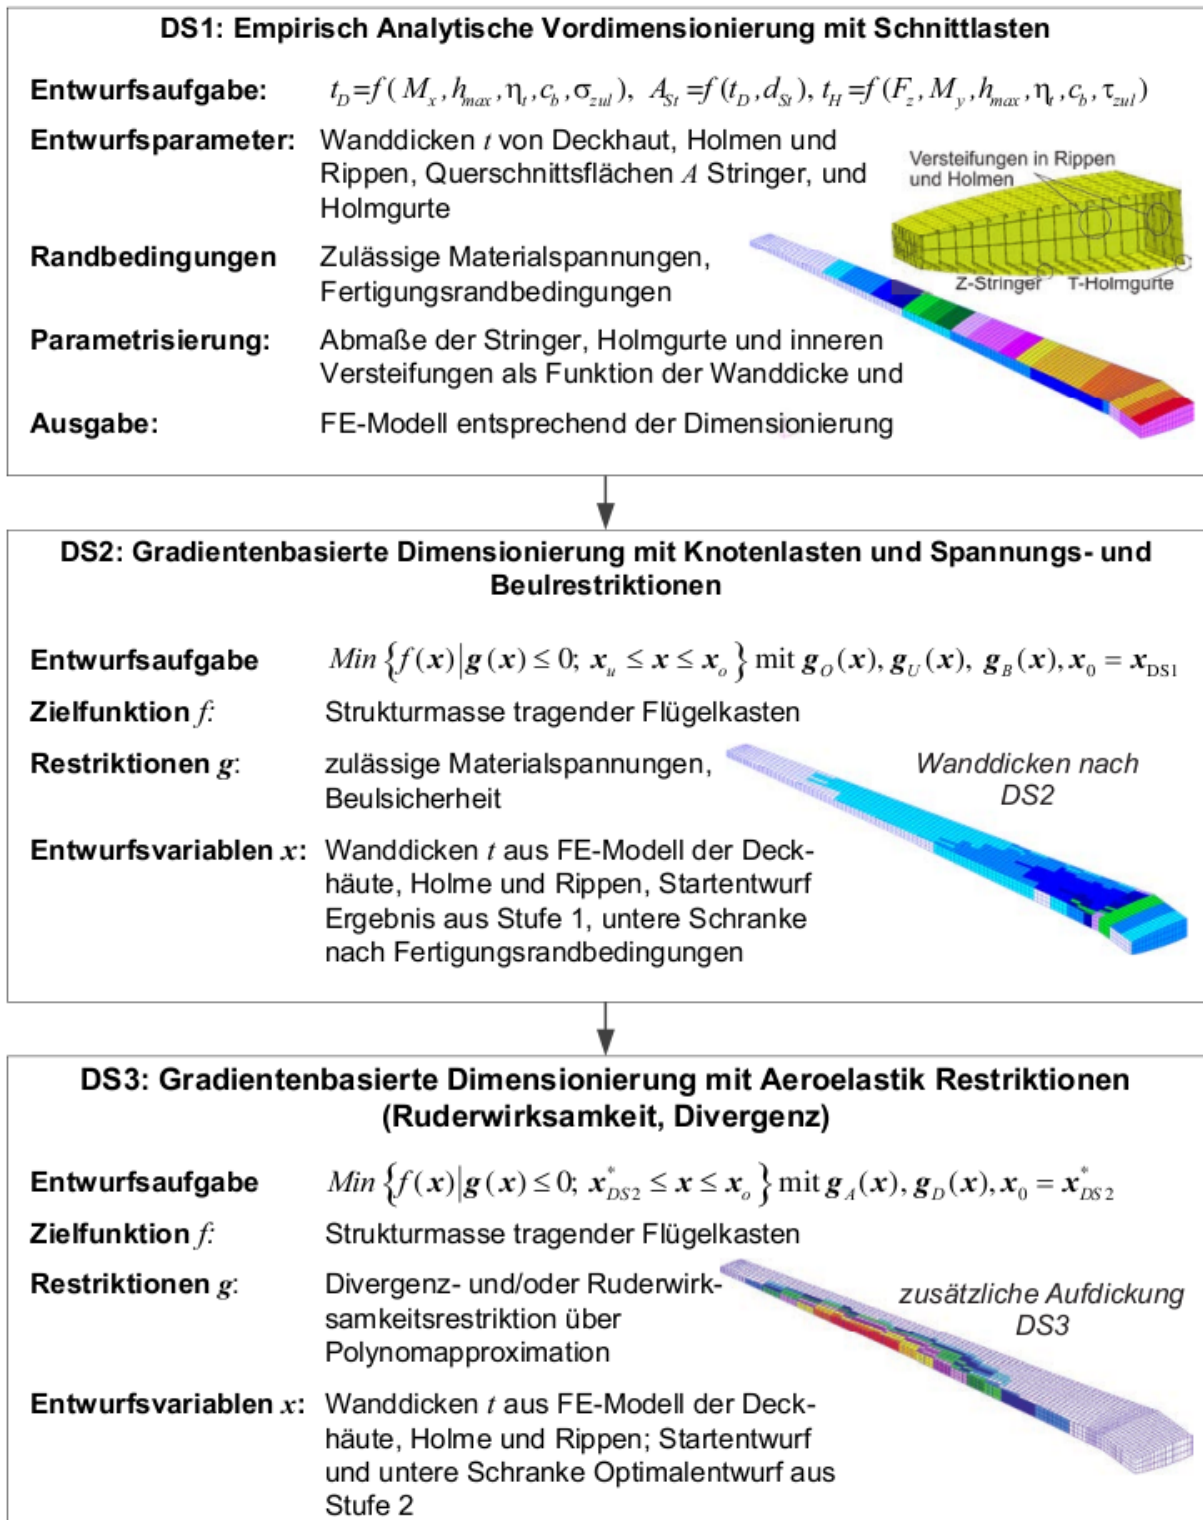 DS1: Empirisch Analytische Vordimensionierung mit Schnittlasten
Entwurfsaufgabe: t_D=f(M_x,h_max,η_t,c_b,σ_zul), A_St=f(t_D,d_St), t_H=f(F_z,M_y,h_max,η_t,c_b,τ_zul)
Entwurfsparameter: Wanddicken t von Deckhaut, Holmen und
Rippen, Querschnittsflächen A Stringer, und
Holmgurte
Versteifungen in Rippen
und Holmen
Z-Stringer T-Holmgurte
Randbedingungen Zulässige Materialspannungen,
Fertigungsrandbedingungen
Parametrisierung: Abmaße der Stringer, Holmgurte und inneren
Versteifungen als Funktion der Wanddicke und
Ausgabe: FE-Modell entsprechend der Dimensionierung
DS2: Gradientenbasierte Dimensionierung mit Knotenlasten und Spannungs- und
Beulrestriktionen
Entwurfsaufgabe Min{f(x)|g(x) ≤ 0; x_u ≤ x ≤ x_o} mit g_O(x), g_U(x), g_B(x), x_0 = x_DS1
Zielfunktion f: Strukturmasse tragender Flügelkasten
Restriktionen g: zulässige Materialspannungen,
Beulsicherheit
Wanddicken nach
DS2
Entwurfsvariablen x: Wanddicken t aus FE-Modell der Deck-
häute, Holme und Rippen, Startentwurf
Ergebnis aus Stufe 1, untere Schranke
nach Fertigungsrandbedingungen
DS3: Gradientenbasierte Dimensionierung mit Aeroelastik Restriktionen
(Ruderwirksamkeit, Divergenz)
Entwurfsaufgabe Min{f(x)|g(x) ≤ 0; x*_DS2 ≤ x ≤ x_o} mit g_A(x), g_D(x), x_0 = x*_DS2
Zielfunktion f: Strukturmasse tragender Flügelkasten
Restriktionen g: Divergenz- und/oder Ruderwirk-
samkeitsrestriktion über
Polynomapproximation
zusätzliche Aufdickung
DS3
Entwurfsvariablen x: Wanddicken t aus FE-Modell der Deck-
häute, Holme und Rippen; Startentwurf
und untere Schranke Optimalentwurf aus
Stufe 2